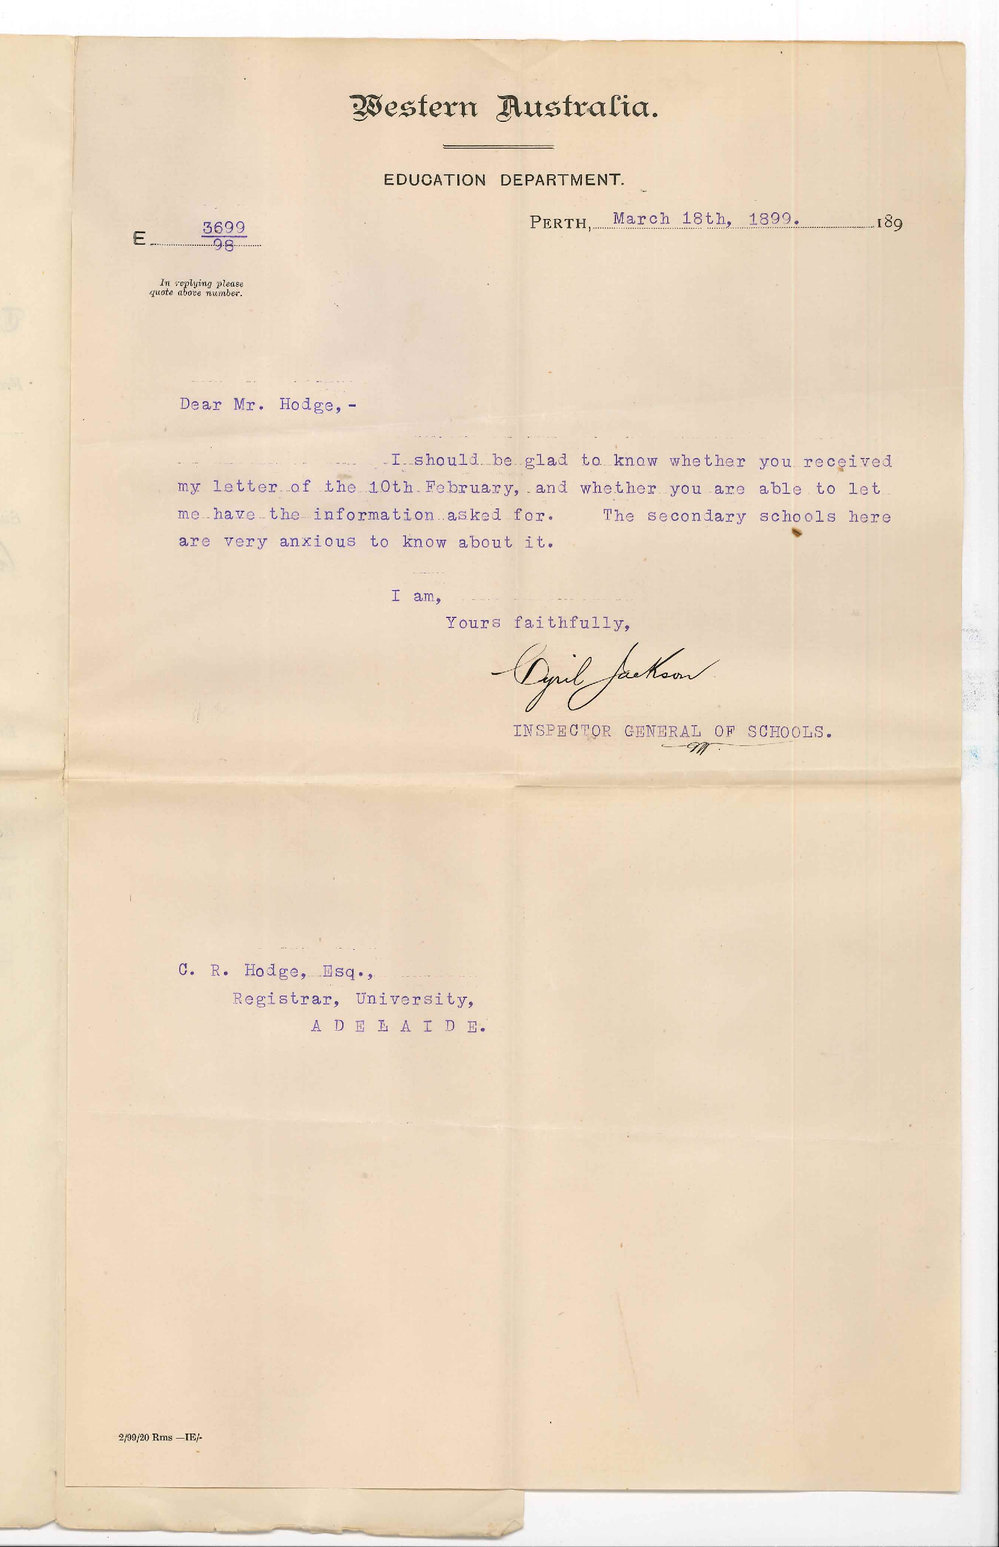 Western Australia.
EDUCATION DEPARTMENT.
PERTH, March 18th, 1899. 189
E 3699
98
In replying please
quote above number.
Dear Mr. Hodge,-
I should be glad to know whether you received
my letter of the 10th February, and whether you are able to let
me have the information asked for. The secondary schools here
are very anxious to know about it.
I am,
Yours faithfully,
Cyril Jackson
INSPECTOR GENERAL OF SCHOOLS.
C. R. Hodge, Esq.,
Registrar, University,
A D E L A I D E.
2/99/20 Rms —IE/-